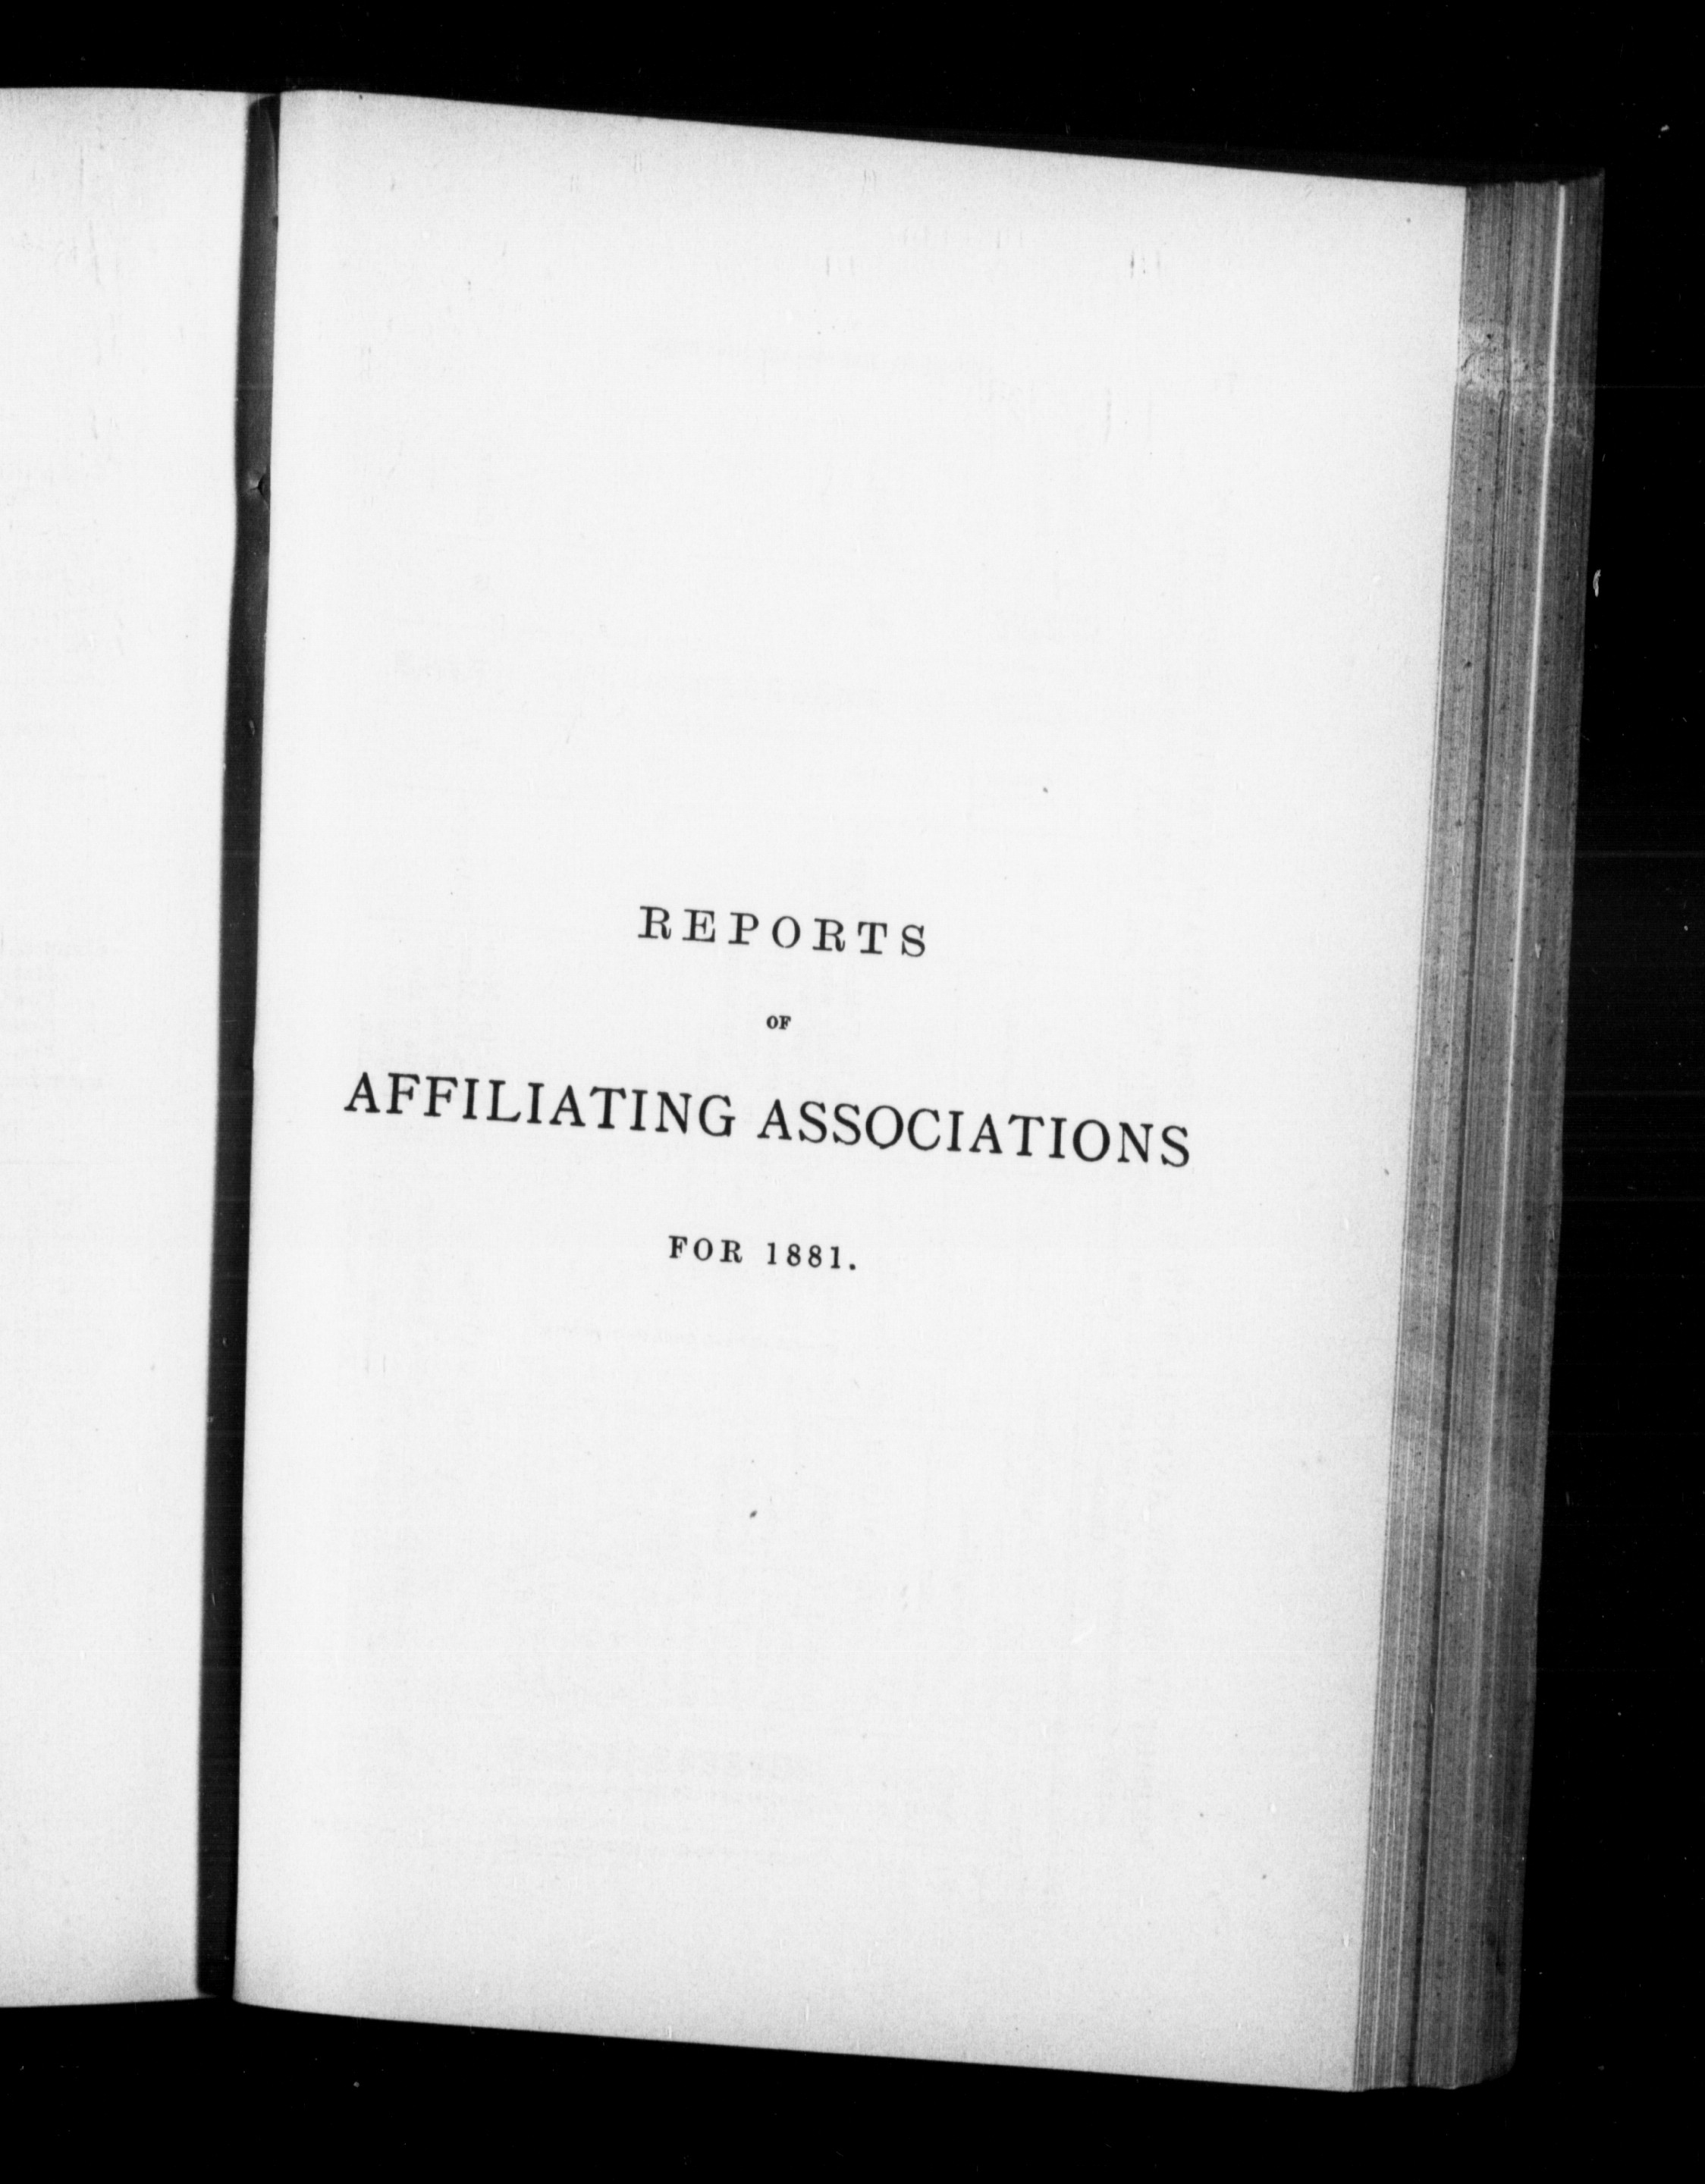 REPORTS
OF
AFFILIATING ASSOCIATIONS
FOR 1881.